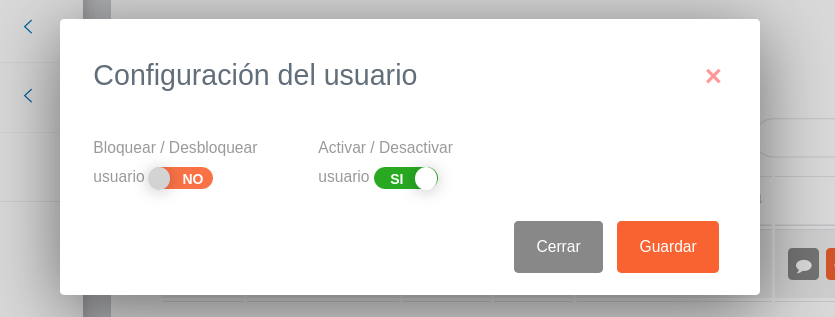 Configuración del usuario
Bloquear / Desbloquear
usuario NO
Activar / Desactivar
usuario SI
Cerrar
Guardar